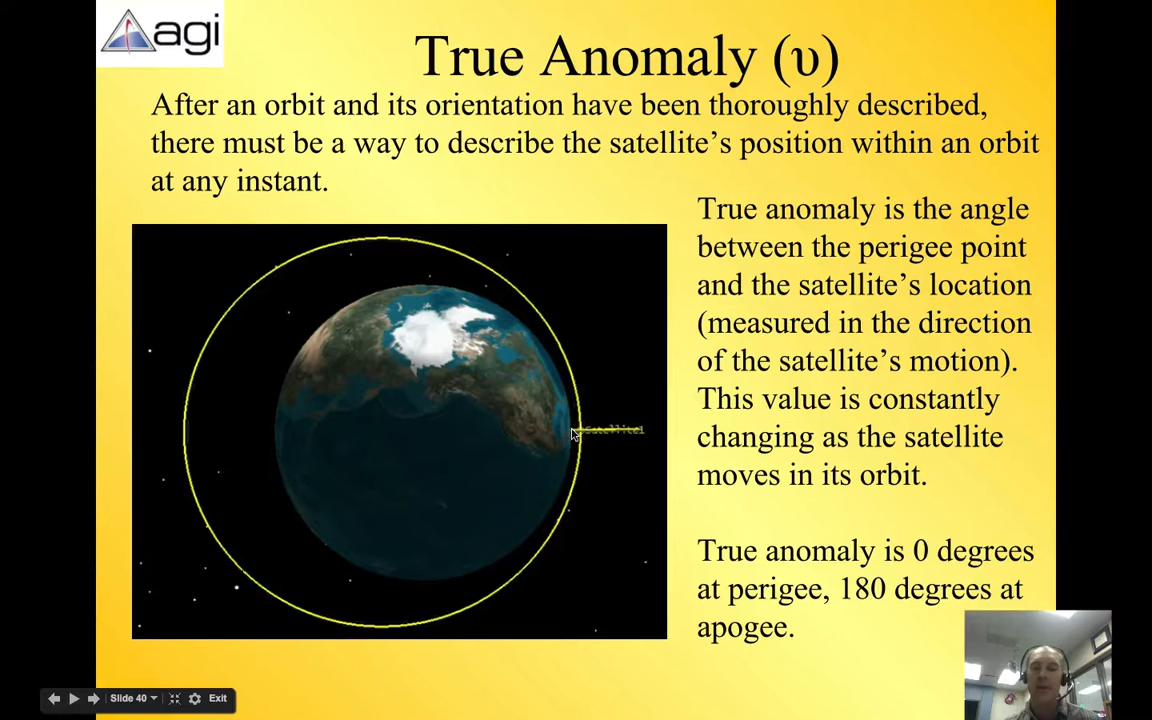 agi
True Anomaly (υ)
After an orbit and its orientation have been thoroughly described,
there must be a way to describe the satellite’s position within an orbit
at any instant.
True anomaly is the angle
between the perigee point
and the satellite’s location
(measured in the direction
of the satellite’s motion).
This value is constantly
changing as the satellite
moves in its orbit.
Satellite1
True anomaly is 0 degrees
at perigee, 180 degrees at
apogee.
Slide 40
Exit